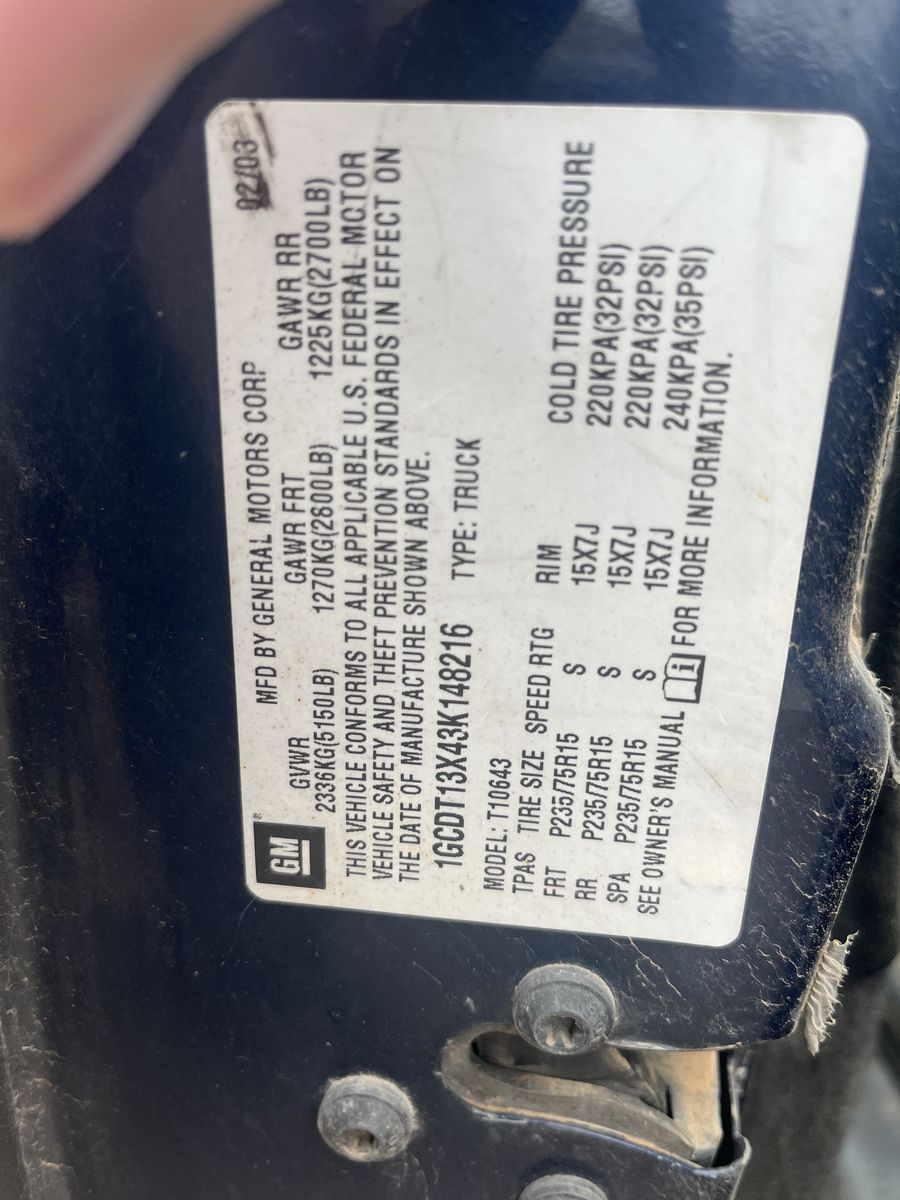 MFD BY GENERAL MOTORS CORP 02/03
GM ®
GVWR GAWR FRT GAWR RR
2336KG(5150LB) 1270KG(2800LB) 1225KG(2700LB)
THIS VEHICLE CONFORMS TO ALL APPLICABLE U.S. FEDERAL MOTOR
VEHICLE SAFETY AND THEFT PREVENTION STANDARDS IN EFFECT ON
THE DATE OF MANUFACTURE SHOWN ABOVE.
1GCDT13X43K148216 TYPE: TRUCK
MODEL: T10643
TPAS TIRE SIZE SPEED RTG RIM COLD TIRE PRESSURE
FRT P235/75R15 S 15X7J 220KPA(32PSI)
RR P235/75R15 S 15X7J 220KPA(32PSI)
SPA P235/75R15 S 15X7J 240KPA(35PSI)
SEE OWNER'S MANUAL i FOR MORE INFORMATION.